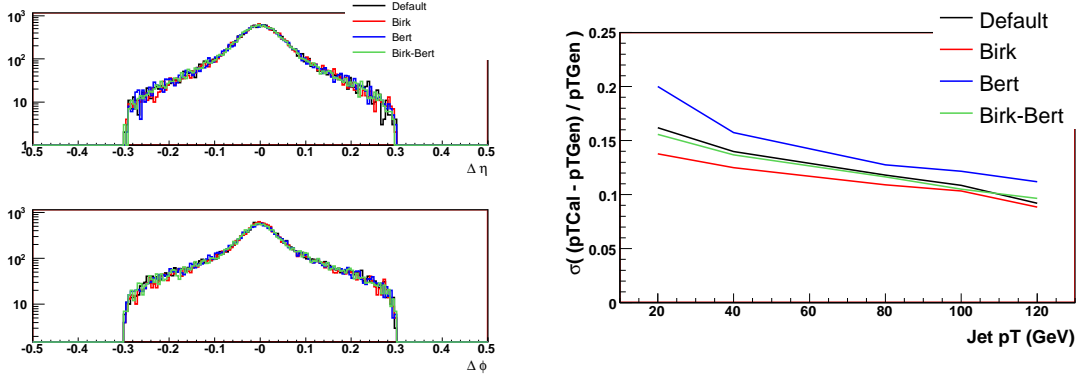 Default
Birk
Bert
Birk-Bert
10³
10²
10
1
-0.5 -0.4 -0.3 -0.2 -0.1 -0 0.1 0.2 0.3 0.4 0.5
Δ η
10³
10²
10
-0.5 -0.4 -0.3 -0.2 -0.1 -0 0.1 0.2 0.3 0.4 0.5
Δ ϕ
Default
Birk
Bert
Birk-Bert
σ( (pTCal - pTGen) / pTGen )
0.25
0.2
0.15
0.1
0.05
0
20 40 60 80 100 120
Jet pT (GeV)